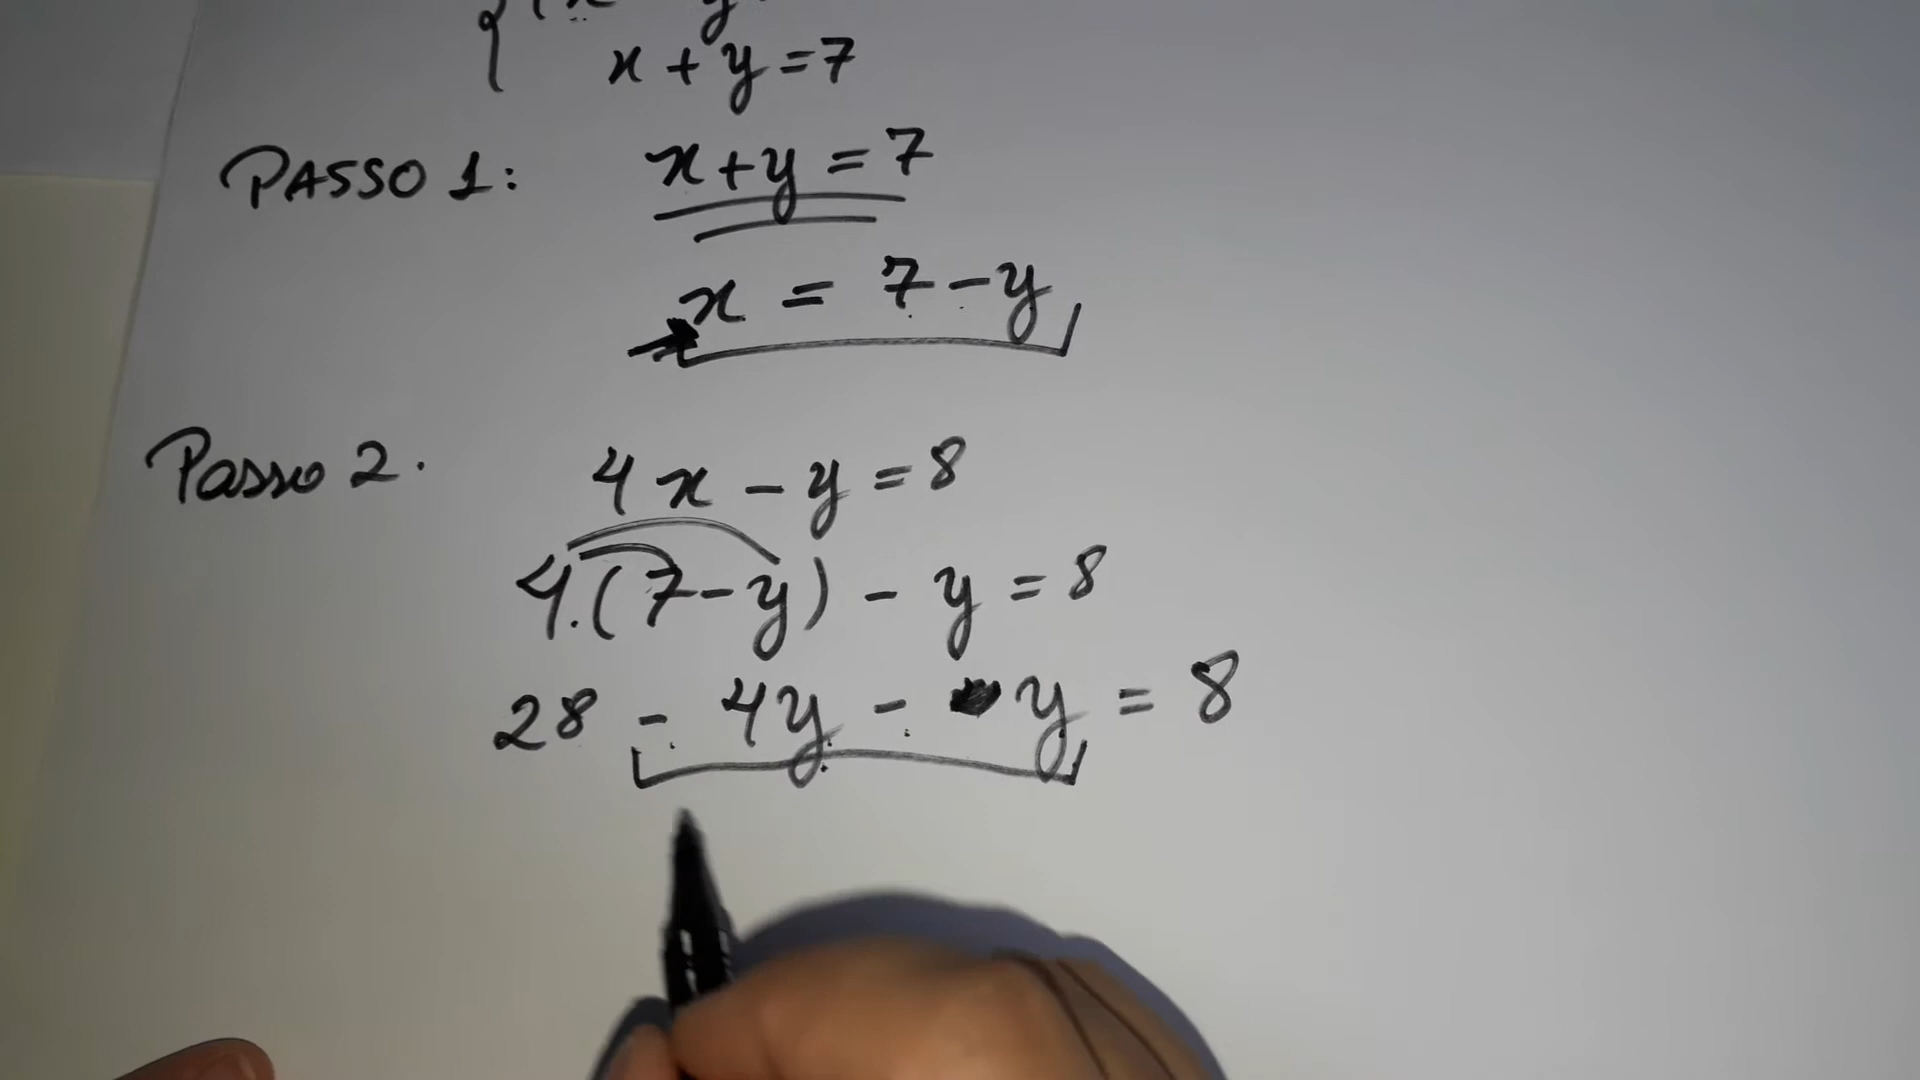 x + y = 7
PASSO 1: x + y = 7
x = 7 - y
Passo 2. 4x - y = 8
4.(7 - y) - y = 8
28 - 4y - y = 8